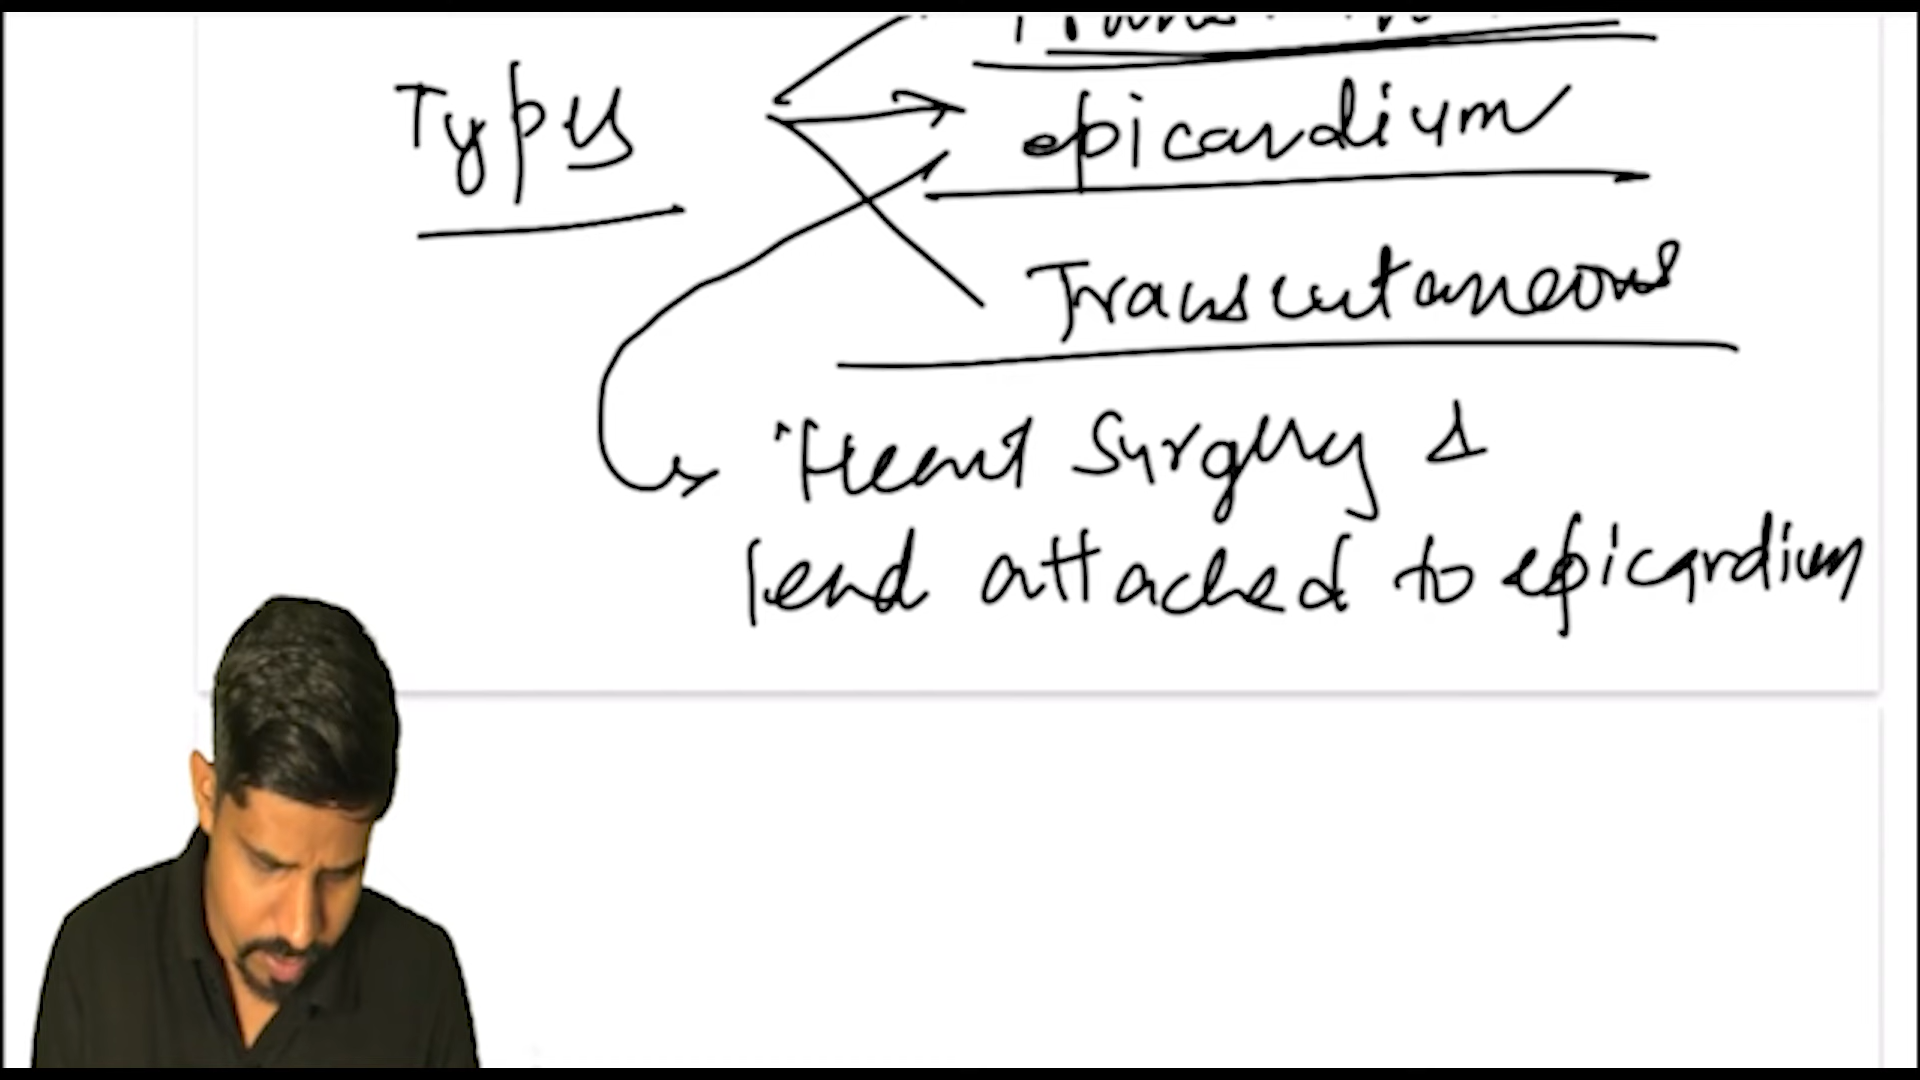 Types
epicardium
Transcutaneous
Heart Surgery &
lead attached to epicardium